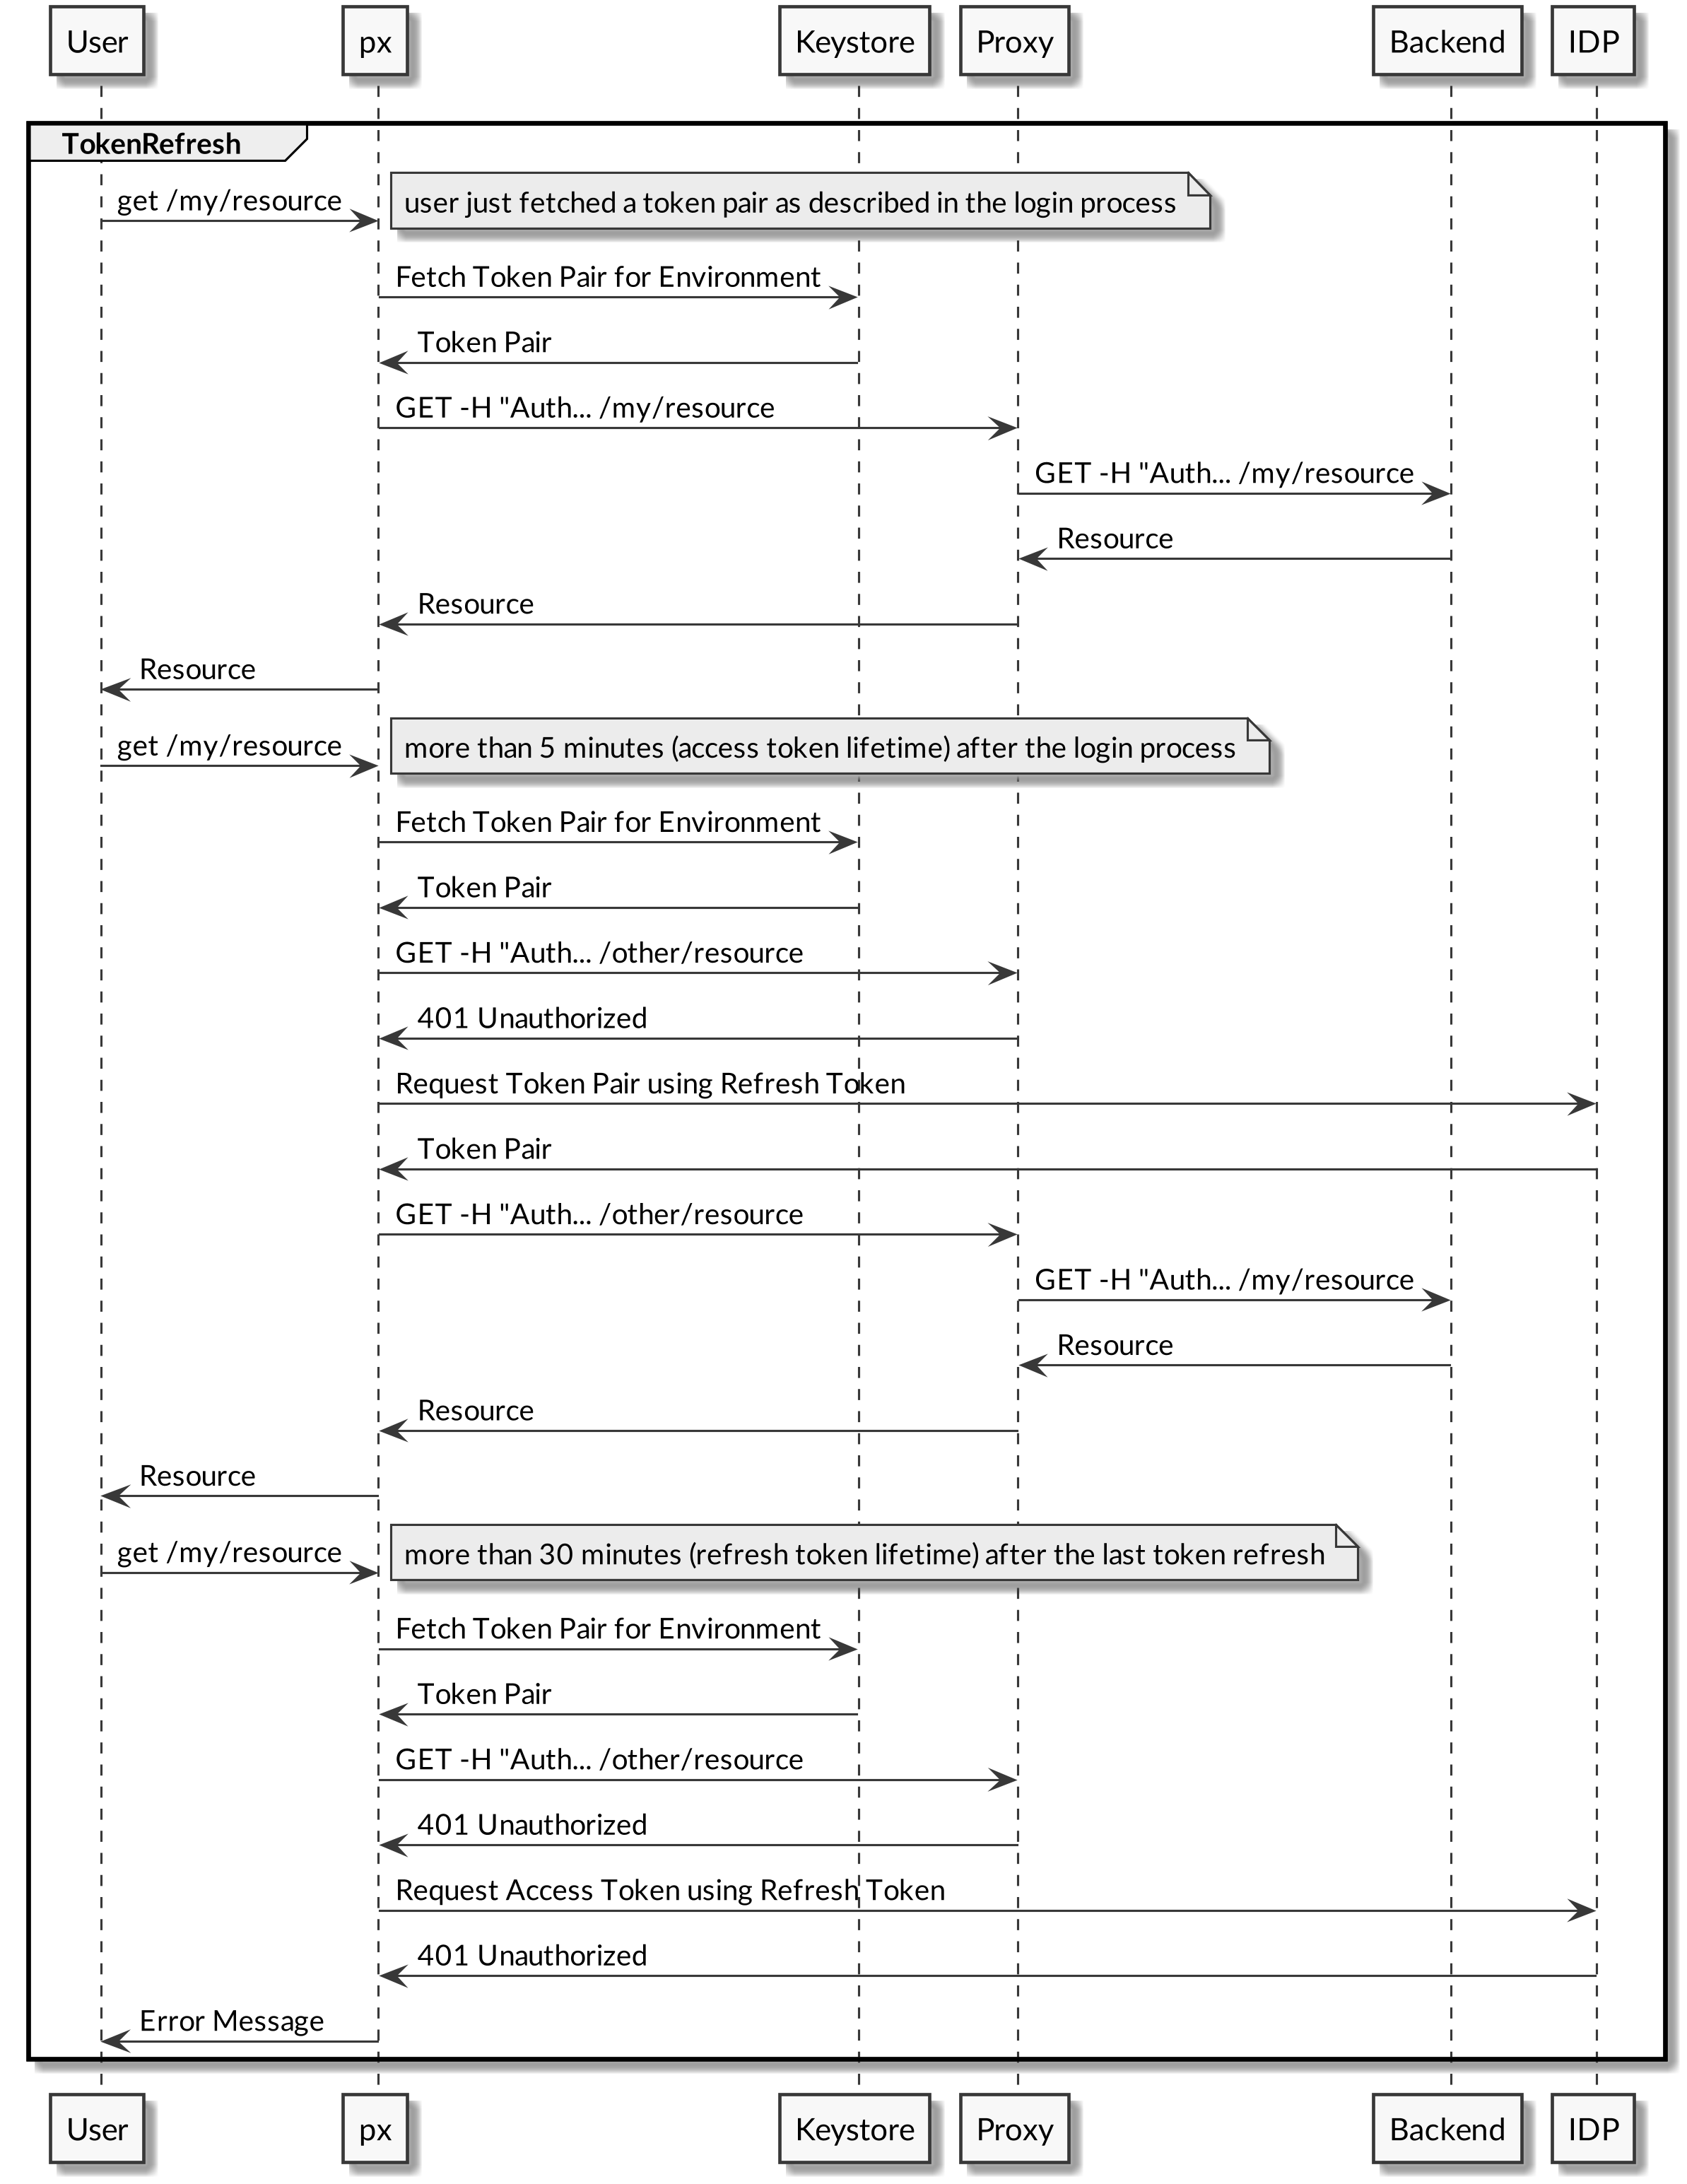 User px Keystore Proxy Backend IDP
TokenRefresh
get /my/resource
user just fetched a token pair as described in the login process
Fetch Token Pair for Environment
Token Pair
GET -H "Auth... /my/resource
GET -H "Auth... /my/resource
Resource
Resource
Resource
get /my/resource
more than 5 minutes (access token lifetime) after the login process
Fetch Token Pair for Environment
Token Pair
GET -H "Auth... /other/resource
401 Unauthorized
Request Token Pair using Refresh Token
Token Pair
GET -H "Auth... /other/resource
GET -H "Auth... /my/resource
Resource
Resource
Resource
get /my/resource
more than 30 minutes (refresh token lifetime) after the last token refresh
Fetch Token Pair for Environment
Token Pair
GET -H "Auth... /other/resource
401 Unauthorized
Request Access Token using Refresh Token
401 Unauthorized
Error Message
User px Keystore Proxy Backend IDP